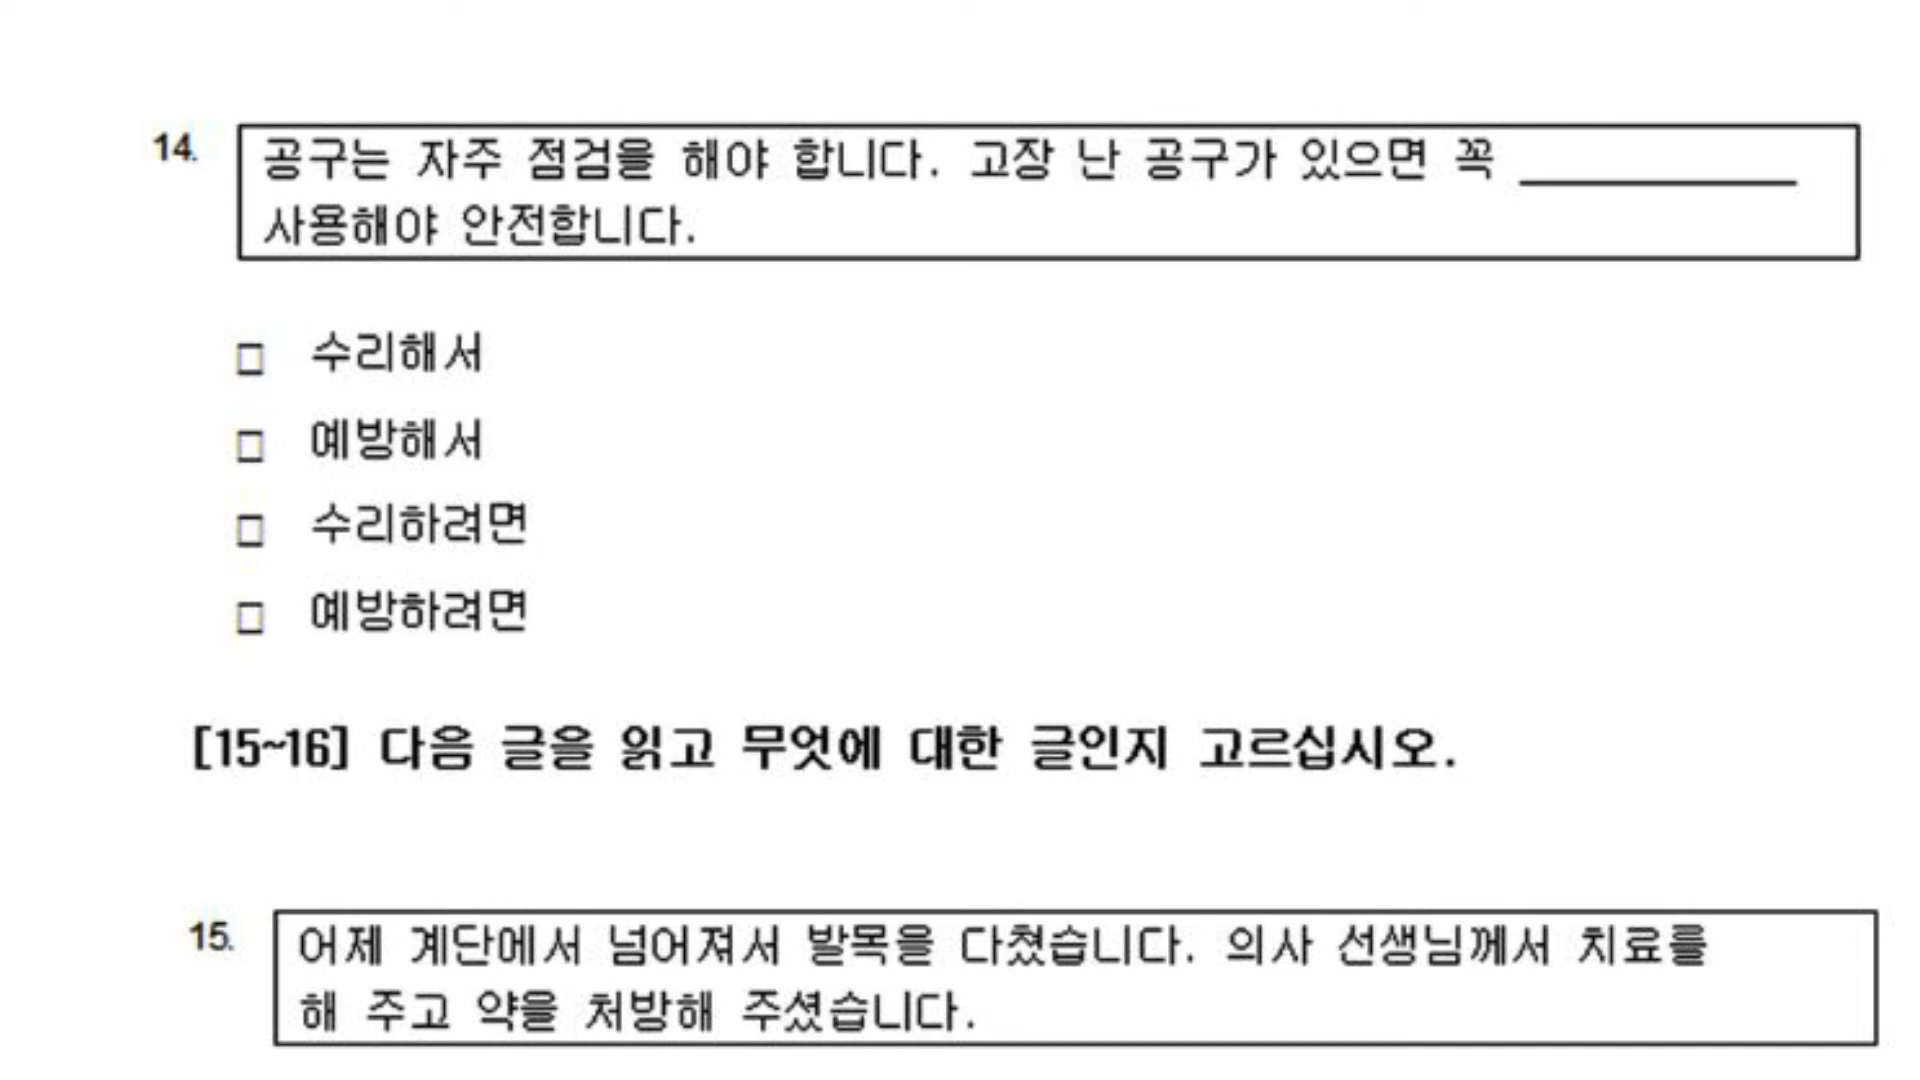 14. 공구는 자주 점검을 해야 합니다. 고장 난 공구가 있으면 꼭 ____________
사용해야 안전합니다.
□ 수리해서
□ 예방해서
□ 수리하려면
□ 예방하려면
[15~16] 다음 글을 읽고 무엇에 대한 글인지 고르십시오.
15. 어제 계단에서 넘어져서 발목을 다쳤습니다. 의사 선생님께서 치료를
해 주고 약을 처방해 주셨습니다.